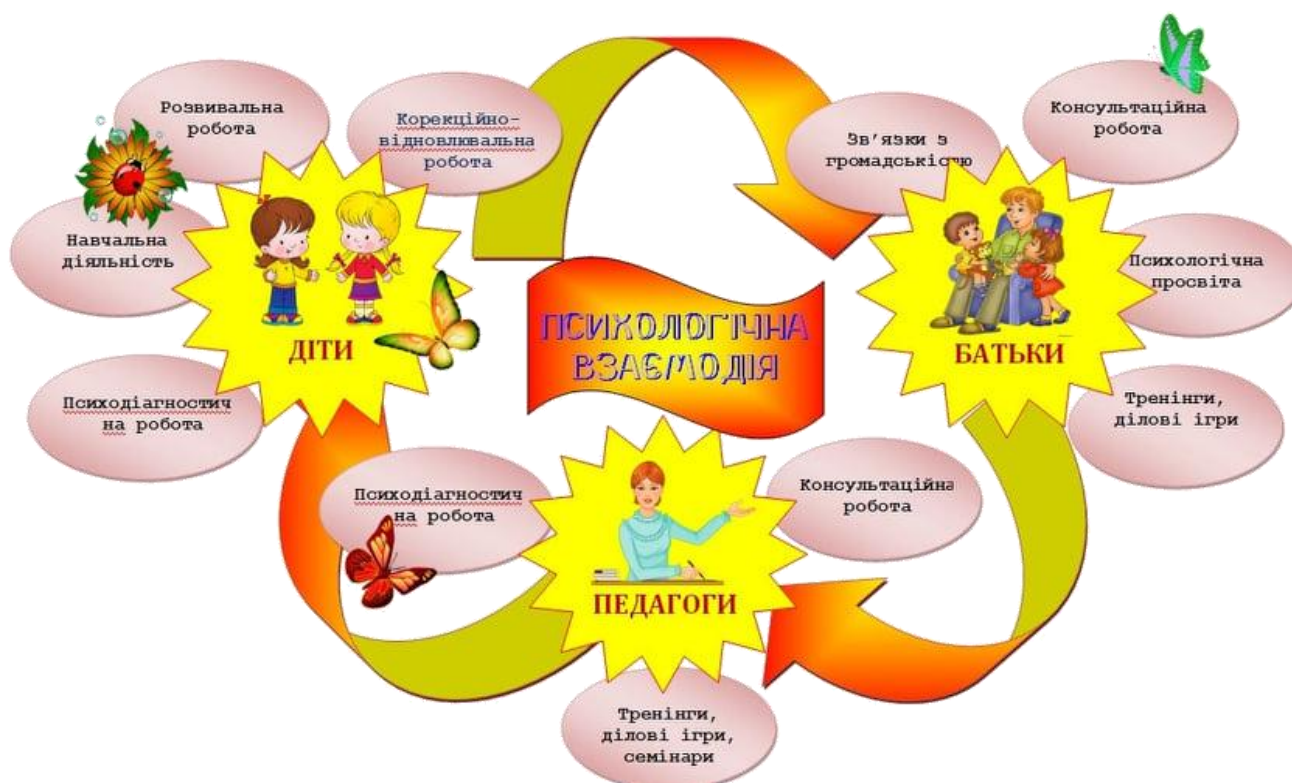 Розвивальна
робота
Корекційно-
відновлювальна
робота
Навчальна
діяльність
Психодіагностич
на робота
ДІТИ
Зв’язки з
громадськістю
Консультаційна
робота
Психологічна
просвіта
Тренінги,
ділові ігри
БАТЬКИ
ПСИХОЛОГІЧНА
ВЗАЄМОДІЯ
Психодіагностич
на робота
Консультаційна
робота
ПЕДАГОГИ
Тренінги,
ділові ігри,
семінари